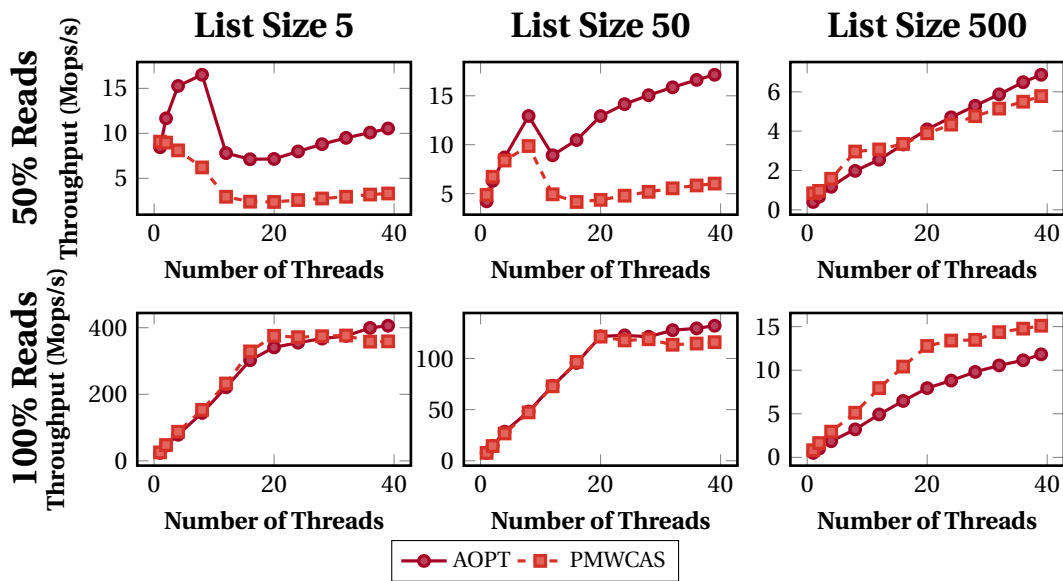 List Size 5 List Size 50 List Size 500
50% Reads
Throughput (Mops/s)
15
10
5
0 20 40
Number of Threads
15
10
5
0 20 40
Number of Threads
6
4
2
0
0 20 40
Number of Threads
100% Reads
Throughput (Mops/s)
400
200
0
0 20 40
Number of Threads
100
50
0
0 20 40
Number of Threads
15
10
5
0
0 20 40
Number of Threads
AOPT PMWCAS